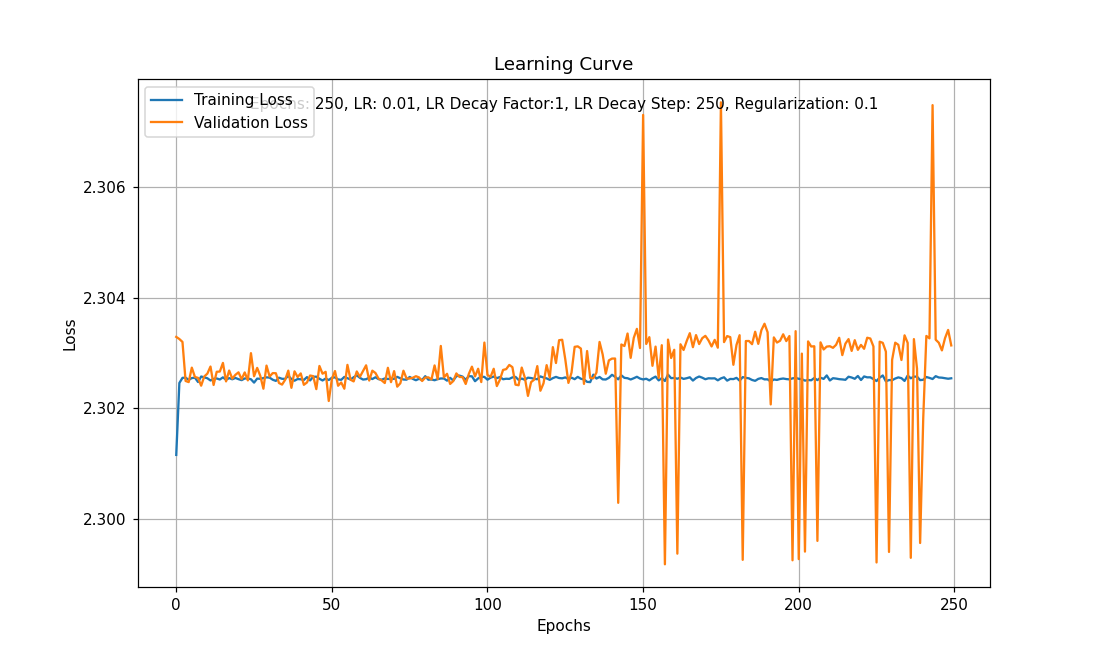 Learning Curve
Epochs: 250, LR: 0.01, LR Decay Factor:1, LR Decay Step: 250, Regularization: 0.1
Training Loss
Validation Loss
2.306
2.304
2.302
2.300
Loss
0 50 100 150 200 250
Epochs